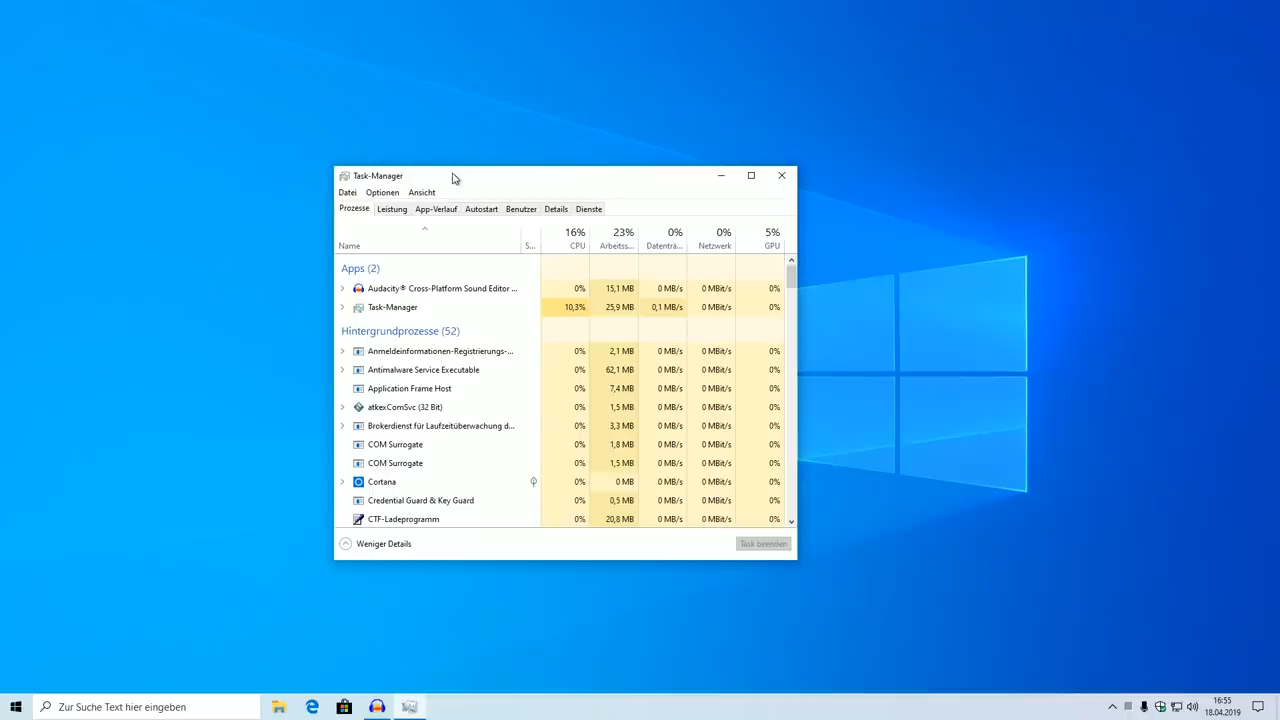 Task-Manager
Datei Optionen Ansicht
Prozesse Leistung App-Verlauf Autostart Benutzer Details Dienste
16% 23% 0% 0% 5%
Name S... CPU Arbeitss... Datenträ... Netzwerk GPU
Apps (2)
Audacity® Cross-Platform Sound Editor ... 0% 15,1 MB 0 MB/s 0 MBit/s 0%
Task-Manager 10,3% 25,9 MB 0,1 MB/s 0 MBit/s 0%
Hintergrundprozesse (52)
Anmeldeinformationen-Registrierungs-... 0% 2,1 MB 0 MB/s 0 MBit/s 0%
Antimalware Service Executable 0% 62,1 MB 0 MB/s 0 MBit/s 0%
Application Frame Host 0% 7,4 MB 0 MB/s 0 MBit/s 0%
atkexComSvc (32 Bit) 0% 1,5 MB 0 MB/s 0 MBit/s 0%
Brokerdienst für Laufzeitüberwachung d... 0% 3,3 MB 0 MB/s 0 MBit/s 0%
COM Surrogate 0% 1,8 MB 0 MB/s 0 MBit/s 0%
COM Surrogate 0% 1,5 MB 0 MB/s 0 MBit/s 0%
Cortana 0% 0 MB 0 MB/s 0 MBit/s 0%
Credential Guard & Key Guard 0% 0,5 MB 0 MB/s 0 MBit/s 0%
CTF-Ladeprogramm 0% 20,8 MB 0 MB/s 0 MBit/s 0%
Weniger Details Task beenden
Zur Suche Text hier eingeben
16:55
18.04.2019